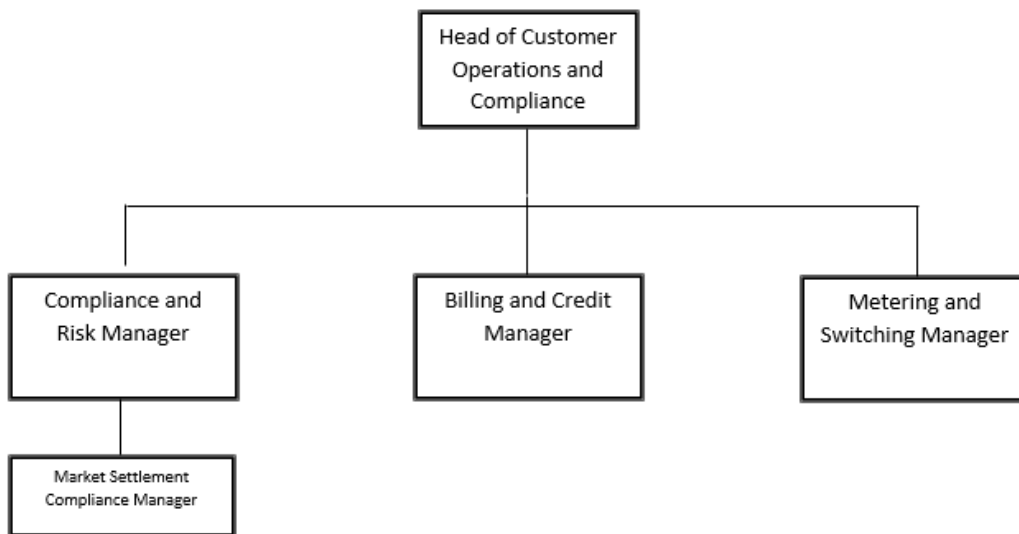 Head of Customer
Operations and
Compliance
Compliance and
Risk Manager
Billing and Credit
Manager
Metering and
Switching Manager
Market Settlement
Compliance Manager